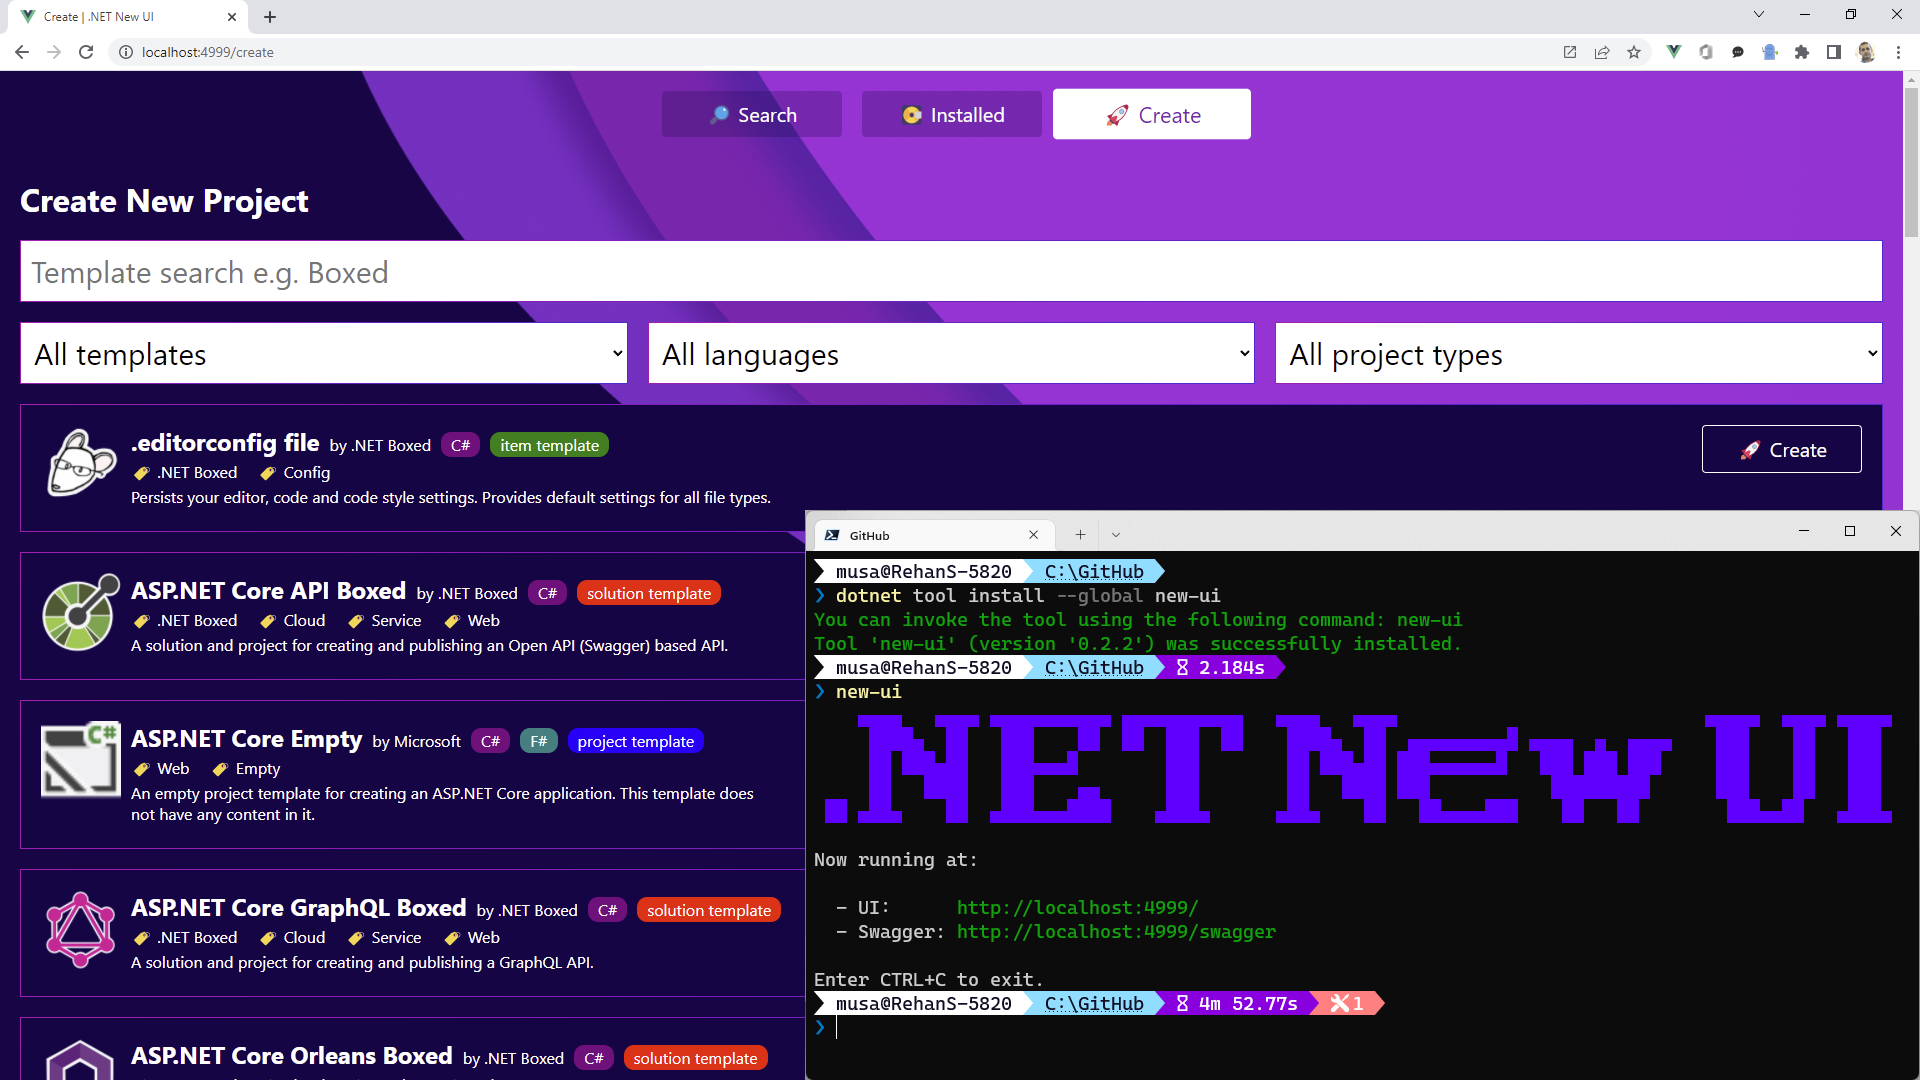 Create | .NET New UI
localhost:4999/create
Search
Installed
Create
Create New Project
Template search e.g. Boxed
All templates
All languages
All project types
.editorconfig file by .NET Boxed C# item template
.NET Boxed Config
Persists your editor, code and code style settings. Provides default settings for all file types.
Create
ASP.NET Core API Boxed by .NET Boxed C# solution template
.NET Boxed Cloud Service Web
A solution and project for creating and publishing an Open API (Swagger) based API.
ASP.NET Core Empty by Microsoft C# F# project template
Web Empty
An empty project template for creating an ASP.NET Core application. This template does
not have any content in it.
ASP.NET Core GraphQL Boxed by .NET Boxed C# solution template
.NET Boxed Cloud Service Web
A solution and project for creating and publishing a GraphQL API.
ASP.NET Core Orleans Boxed by .NET Boxed C# solution template
GitHub
musa@RehanS-5820 C:\GitHub
❯ dotnet tool install --global new-ui
You can invoke the tool using the following command: new-ui
Tool 'new-ui' (version '0.2.2') was successfully installed.
musa@RehanS-5820 C:\GitHub 2.184s
❯ new-ui
.NET New UI
Now running at:
- UI: http://localhost:4999/
- Swagger: http://localhost:4999/swagger
Enter CTRL+C to exit.
musa@RehanS-5820 C:\GitHub 4m 52.77s 1
❯